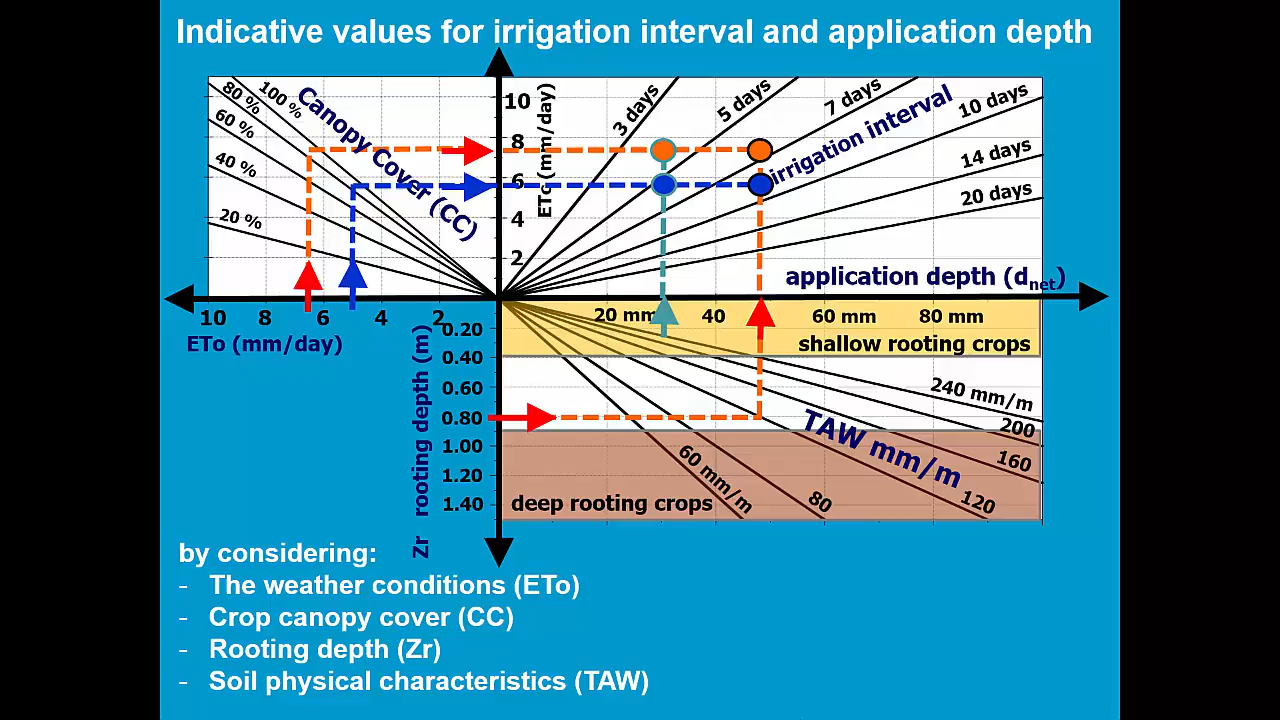 Indicative values for irrigation interval and application depth
100 %
80 %
60 %
40 %
20 %
Canopy Cover (CC)
10
8
6
4
2
ETc (mm/day)
3 days
5 days
7 days
10 days
14 days
20 days
irrigation interval
application depth (dnet)
10 8 6 4 2
ETo (mm/day)
20 mm 40 60 mm 80 mm
shallow rooting crops
0.20
0.40
0.60
0.80
1.00
1.20
1.40
Zr rooting depth (m)
240 mm/m
200
160
120
80
60 mm/m
TAW mm/m
deep rooting crops
by considering:
- The weather conditions (ETo)
- Crop canopy cover (CC)
- Rooting depth (Zr)
- Soil physical characteristics (TAW)